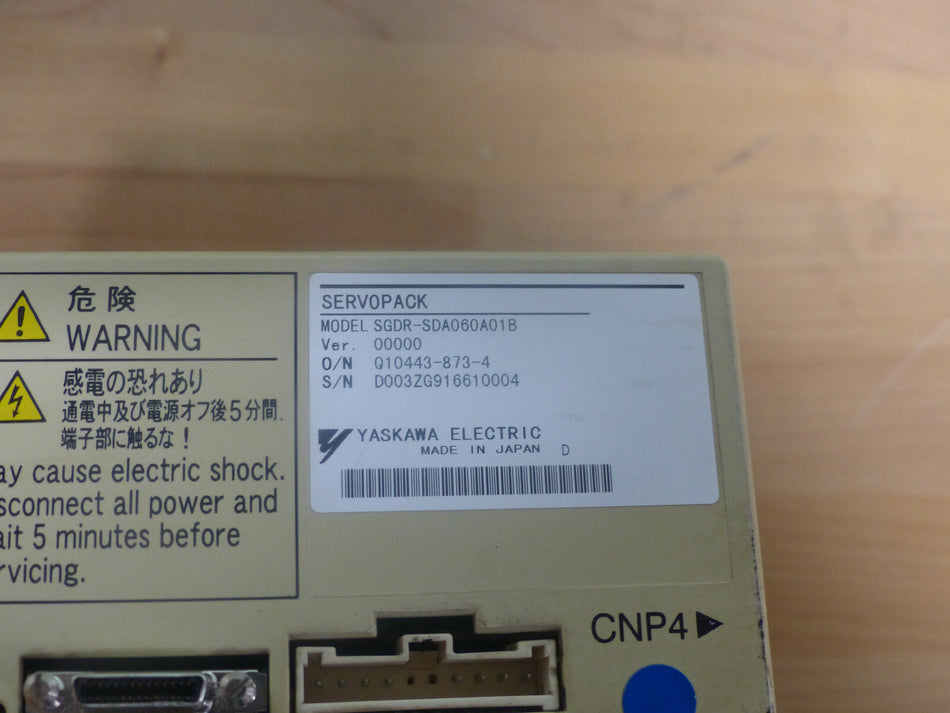 危険
WARNING
感電の恐れあり
通電中及び電源オフ後5分間、
端子部に触るな!
ay cause electric shock.
sconnect all power and
ait 5 minutes before
rvicing.
SERVOPACK
MODEL SGDR-SDA060A01B
Ver. 00000
O/N Q10443-873-4
S/N D003ZG916610004
YASKAWA ELECTRIC
MADE IN JAPAN D
CNP4